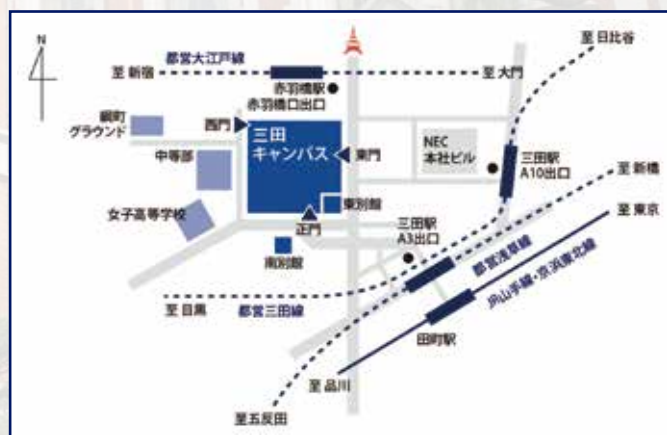 N
都営大江戸線
至 新宿
至 大門
至 日比谷
赤羽橋駅
赤羽橋口出口
綱町
グラウンド
西門
三田
キャンパス
東門
NEC
本社ビル
三田駅
A10出口
至 新橋
中等部
女子高等学校
東別館
正門
三田駅
A3出口
至 東京
南別館
都営浅草線
JR山手線・京浜東北線
至 目黒
都営三田線
田町駅
至 品川
至五反田